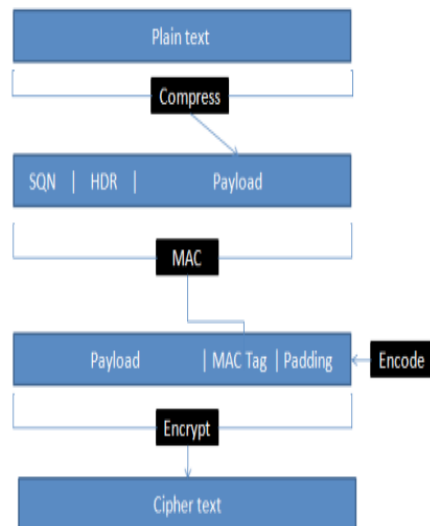 Plain text
Compress
SQN | HDR | Payload
MAC
Payload | MAC Tag | Padding
Encode
Encrypt
Cipher text